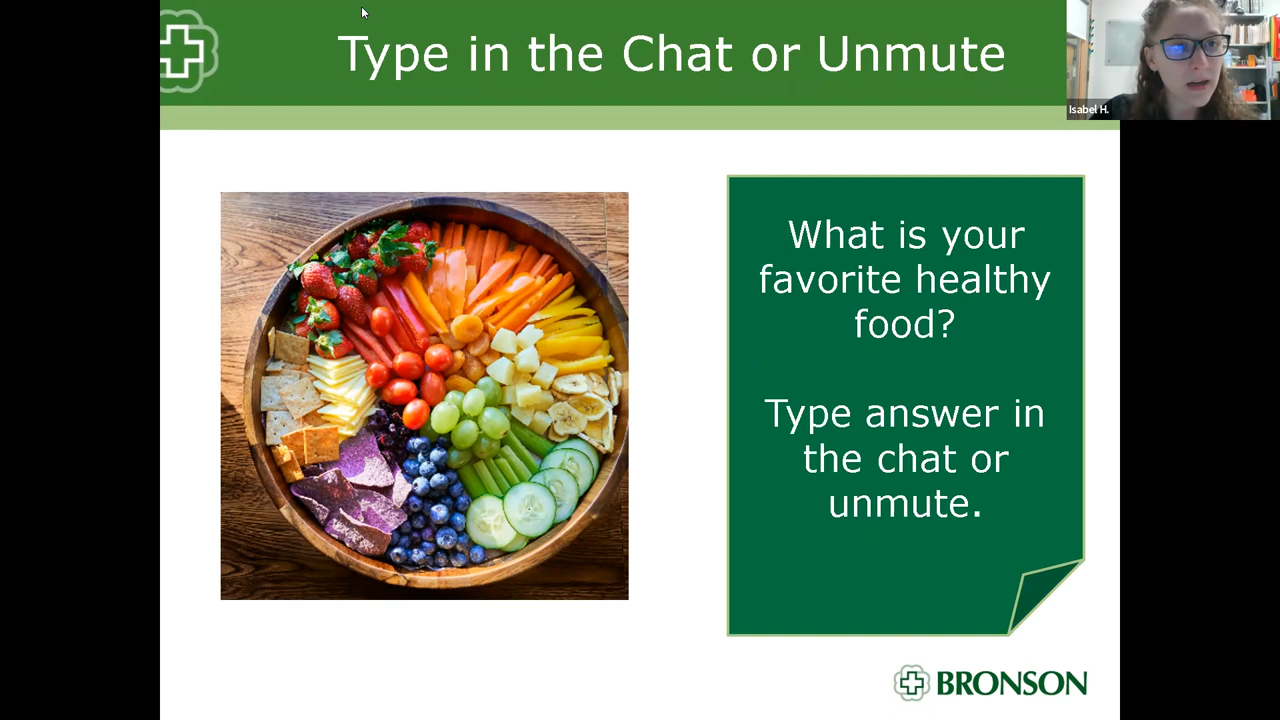 Type in the Chat or Unmute
Isabel H.
What is your
favorite healthy
food?
Type answer in
the chat or
unmute.
BRONSON